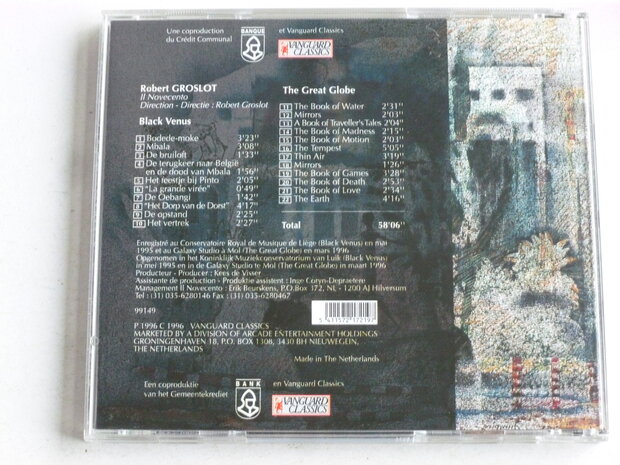 Une coproduction
du Crédit Communal
BANQUE
et Vanguard Classics
VANGUARD
CLASSICS
Robert GROSLOT
Il Novecento
Direction - Directie : Robert Groslot
Black Venus
1 Bodede-moke 3'23"
2 Mbala 3'08"
3 De bruiloft 1'33"
4 De terugkeer naar België
en de dood van Mbala 1'56"
5 Het feestje bij Pinto 2'05"
6 "La grande virée" 0'49"
7 De Oebangi 1'42"
8 "Het Dorp van de Dorst" 4'17"
9 De opstand 2'25"
10 Het vertrek 2'27"
The Great Globe
11 The Book of Water 2'31"
12 Mirrors 2'03"
13 A Book of Traveller's Tales 2'04"
14 The Book of Madness 2'15"
15 The Book of Motion 2'03"
16 The Tempest 5'05"
17 Thin Air 3'19"
18 Mirrors 1'26"
19 The Book of Games 1'28"
20 The Book of Death 2'53"
21 The Book of Love 2'34"
22 The Earth 4'16"
Total 58'06"
Enregistré au Conservatoire Royal de Musique de Liège (Black Venus) en mai
1995 et au Galaxy Studio à Mol (The Great Globe) en mars 1996
Opgenomen in het Koninklijk Muziekconservatorium van Luik (Black Venus)
in mei 1995 en in de Galaxy Studio te Mol (The Great Globe) in maart 1996
Producteur - Producer : Kees de Visser
Assistante de production - Produktie assistent : Inge Coryn-Depraetere
Management Il Novecento : Erik Beurskens, P.O.Box 372, NL - 1200 AJ Hilversum
Tel : (31) 035-6280146 Fax : (31) 035-6280467
99149
5 411572 172197
P 1996 C 1996 VANGUARD CLASSICS
MARKETED BY A DIVISION OF ARCADE ENTERTAINMENT HOLDINGS
GRONINGENHAVEN 18, P.O. BOX 1308, 3430 BH NIEUWEGEIN,
THE NETHERLANDS
Made in The Netherlands
Een coproduktie
van het Gemeentekrediet
BANK
en Vanguard Classics
VANGUARD
CLASSICS